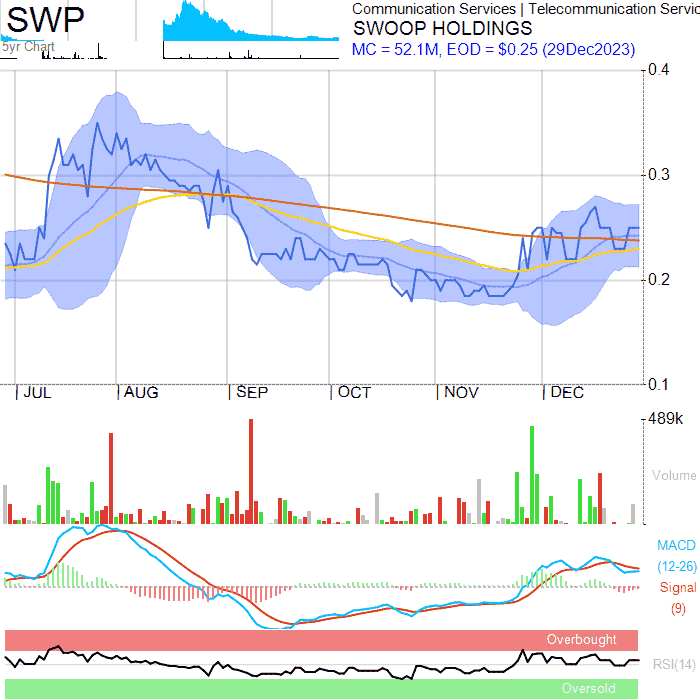 SWP
5yr Chart
Communication Services | Telecommunication Servic
SWOOP HOLDINGS
MC = 52.1M, EOD = $0.25 (29Dec2023)
0.4
0.3
0.2
0.1
| JUL | AUG | SEP | OCT | NOV | DEC
489k
Volume
MACD
(12-26)
Signal
(9)
Overbought
RSI(14)
Oversold